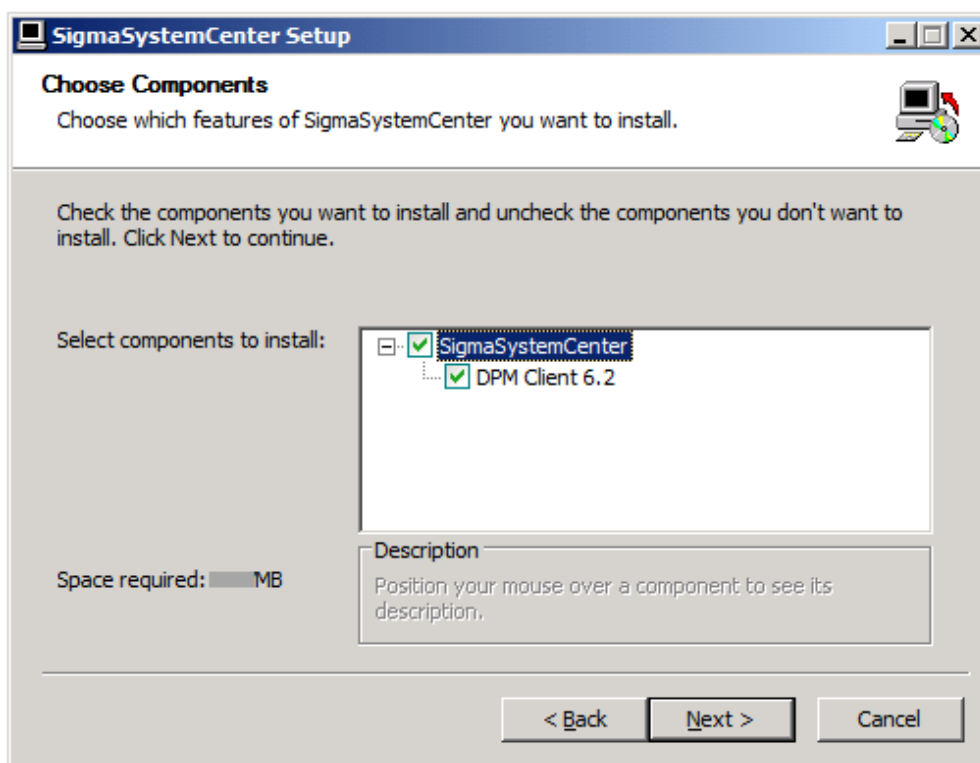 SigmaSystemCenter Setup
Choose Components
Choose which features of SigmaSystemCenter you want to install.
Check the components you want to install and uncheck the components you don't want to
install. Click Next to continue.
Select components to install:
SigmaSystemCenter
DPM Client 6.2
Space required: MB
Description
Position your mouse over a component to see its
description.
< Back
Next >
Cancel